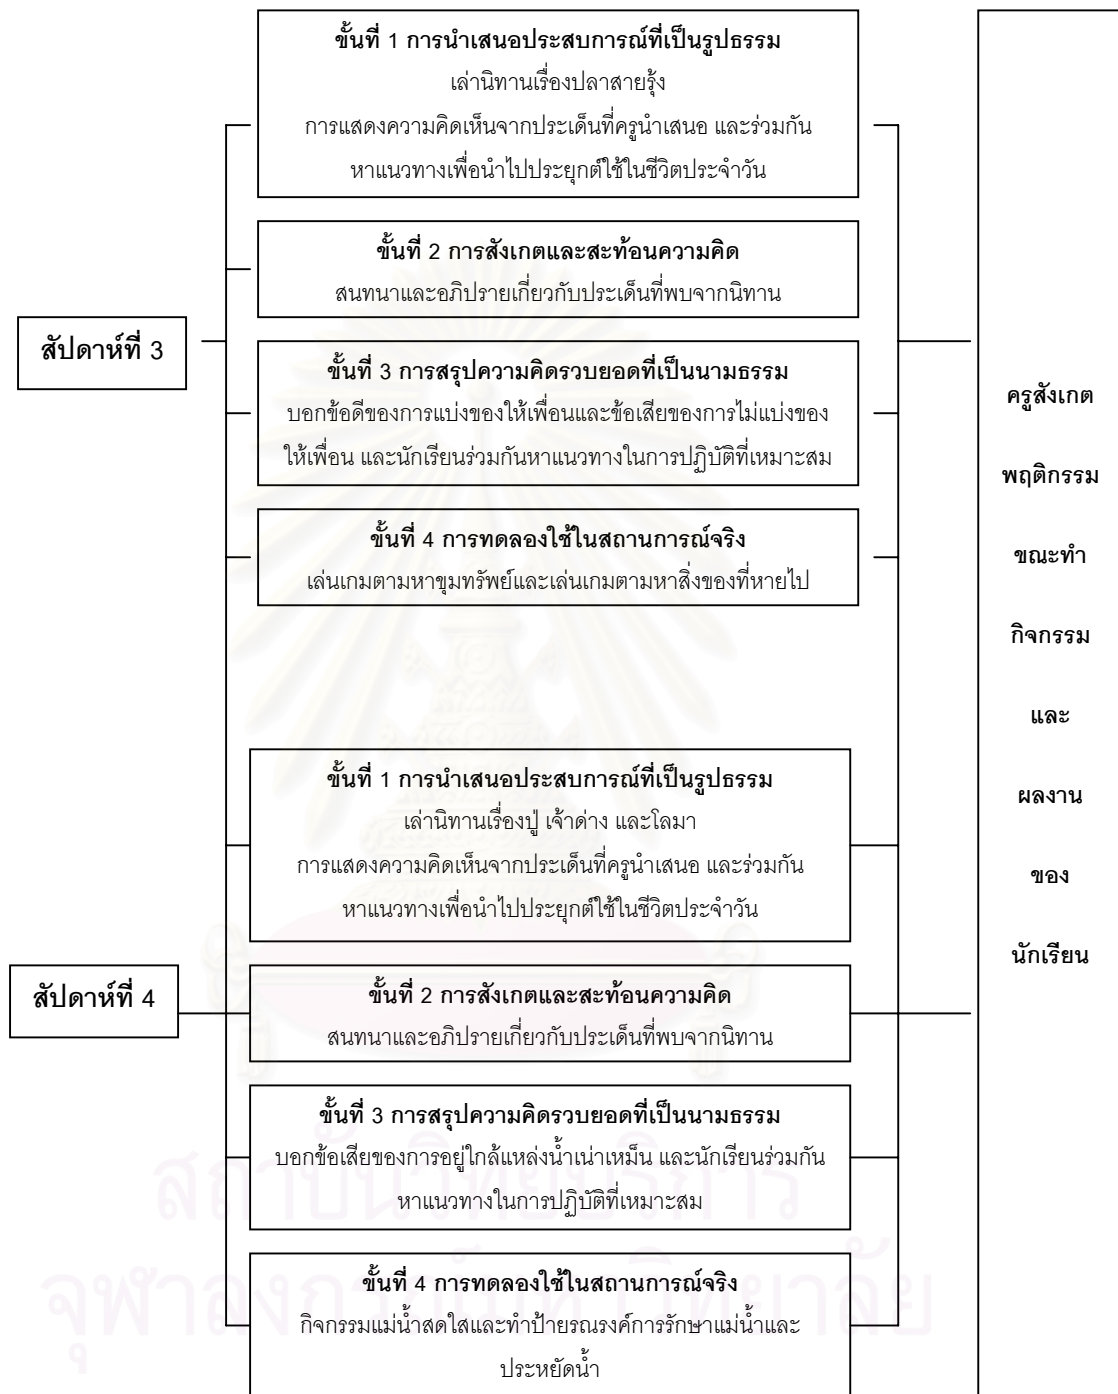 ขั้นที่ 1 การนำเสนอประสบการณ์ที่เป็นรูปธรรม
เล่านิทานเรื่องปลาสายรุ้ง
การแสดงความคิดเห็นจากประเด็นที่ครูนำเสนอ และร่วมกัน
หาแนวทางเพื่อนำไปประยุกต์ใช้ในชีวิตประจำวัน
ขั้นที่ 2 การสังเกตและสะท้อนความคิด
สนทนาและอภิปรายเกี่ยวกับประเด็นที่พบจากนิทาน
สัปดาห์ที่ 3
ขั้นที่ 3 การสรุปความคิดรวบยอดที่เป็นนามธรรม
บอกข้อดีของการแบ่งของให้เพื่อนและข้อเสียของการไม่แบ่งของ
ให้เพื่อน และนักเรียนร่วมกันหาแนวทางในการปฏิบัติที่เหมาะสม
ขั้นที่ 4 การทดลองใช้ในสถานการณ์จริง
เล่นเกมตามหาขุมทรัพย์และเล่นเกมตามหาสิ่งของที่หายไป
ขั้นที่ 1 การนำเสนอประสบการณ์ที่เป็นรูปธรรม
เล่านิทานเรื่องปู่ เจ้าด่าง และโลมา
การแสดงความคิดเห็นจากประเด็นที่ครูนำเสนอ และร่วมกัน
หาแนวทางเพื่อนำไปประยุกต์ใช้ในชีวิตประจำวัน
สัปดาห์ที่ 4
ขั้นที่ 2 การสังเกตและสะท้อนความคิด
สนทนาและอภิปรายเกี่ยวกับประเด็นที่พบจากนิทาน
ขั้นที่ 3 การสรุปความคิดรวบยอดที่เป็นนามธรรม
บอกข้อเสียของการอยู่ใกล้แหล่งน้ำเน่าเหม็น และนักเรียนร่วมกัน
หาแนวทางในการปฏิบัติที่เหมาะสม
ขั้นที่ 4 การทดลองใช้ในสถานการณ์จริง
กิจกรรมแม่น้ำสดใสและทำป้ายรณรงค์การรักษาแม่น้ำและ
ประหยัดน้ำ
ครูสังเกต
พฤติกรรม
ขณะทำ
กิจกรรม
และ
ผลงาน
ของ
นักเรียน
สถาบันวิทยบริการ
จุฬาลงกรณ์มหาวิทยาลัย